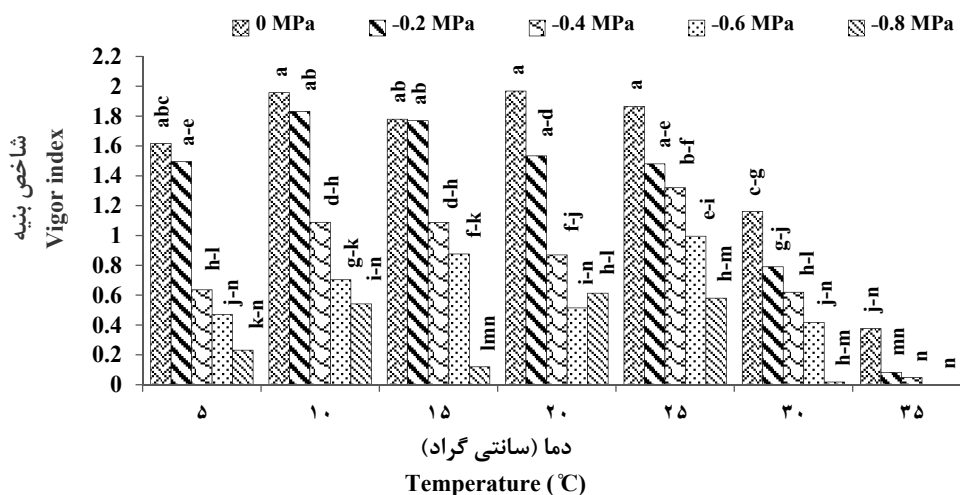 0 MPa -0.2 MPa -0.4 MPa -0.6 MPa -0.8 MPa
شاخص بنیه
Vigor index
2.2
2
1.8
1.6
1.4
1.2
1
0.8
0.6
0.4
0.2
0
abc
a-e
h-l
j-n
k-n
a
ab
d-h
g-k
i-n
ab
ab
d-h
f-k
lmn
a
a-d
f-j
i-n
h-l
a
a-e
b-f
e-i
h-m
c-g
g-j
h-l
j-n
h-m
j-n
mn
n
n
۵ ۱۰ ۱۵ ۲۰ ۲۵ ۳۰ ۳۵
دما (سانتی گراد)
Temperature (°C)